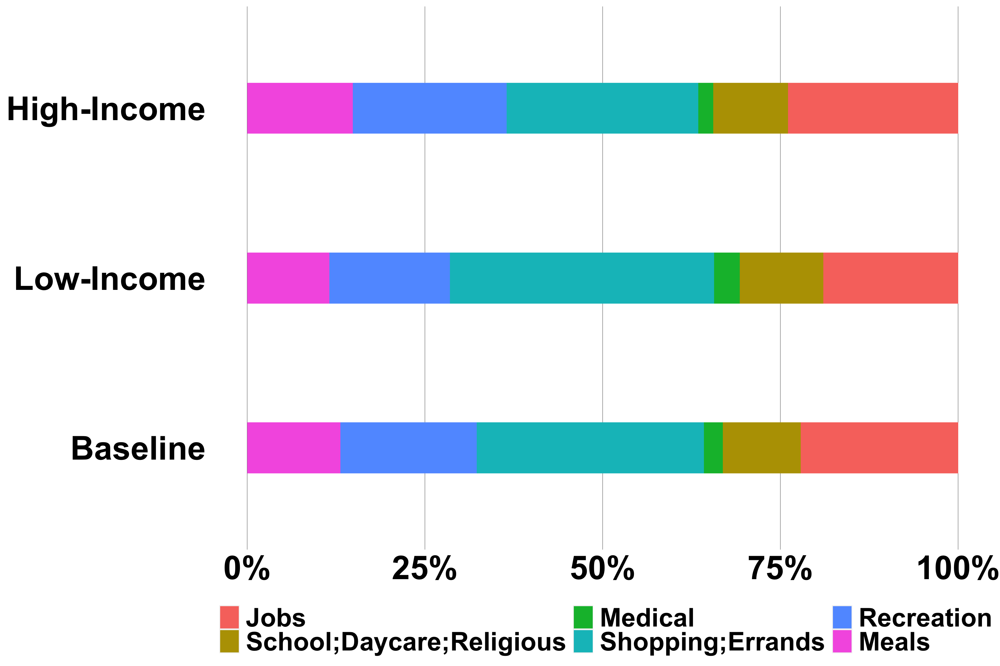 High-Income
Low-Income
Baseline
0% 25% 50% 75% 100%
Jobs Medical Recreation
School;Daycare;Religious Shopping;Errands Meals